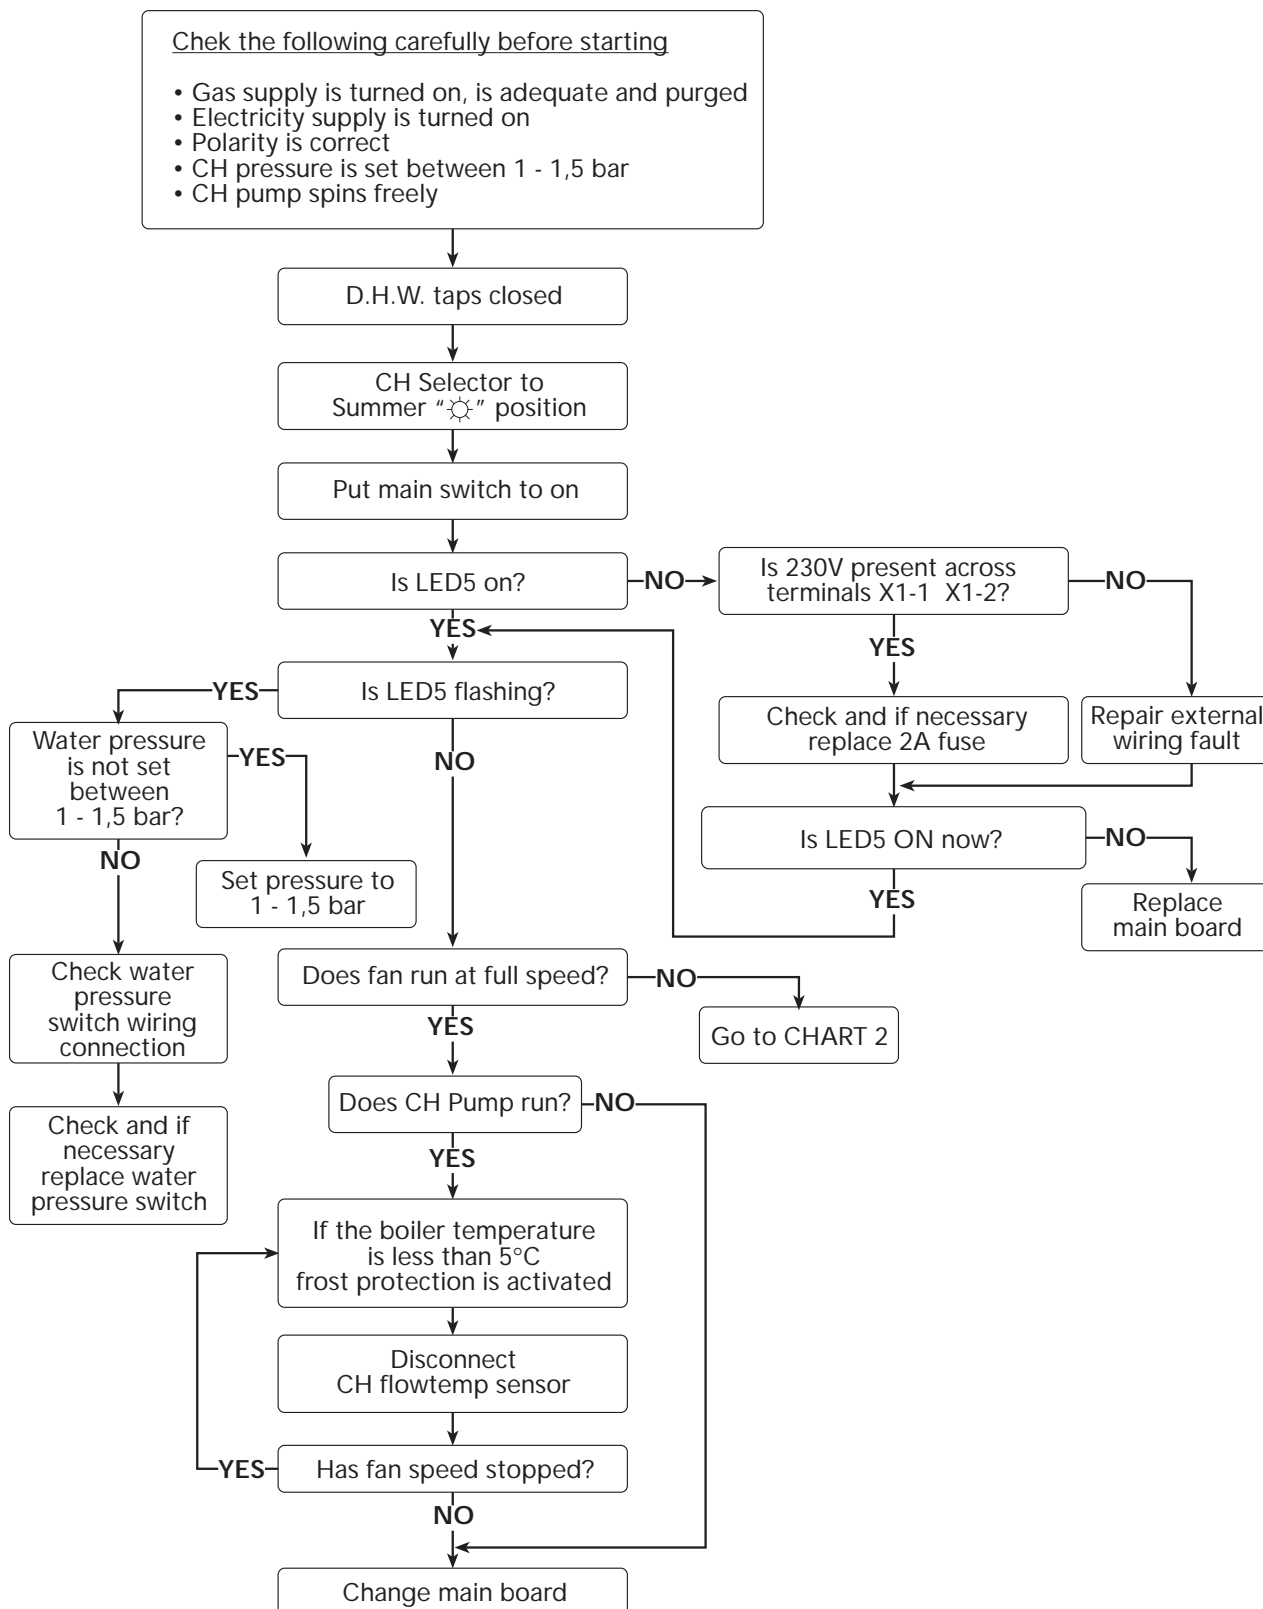 Chek the following carefully before starting
• Gas supply is turned on, is adequate and purged
• Electricity supply is turned on
• Polarity is correct
• CH pressure is set between 1 - 1,5 bar
• CH pump spins freely
D.H.W. taps closed
CH Selector to
Summer “☼” position
Put main switch to on
Is LED5 on?
NO
Is 230V present across
terminals X1-1 X1-2?
NO
YES
YES
Is LED5 flashing?
YES
Check and if necessary
replace 2A fuse
Repair external
wiring fault
Water pressure
is not set
between
1 - 1,5 bar?
YES
NO
Is LED5 ON now?
NO
NO
Set pressure to
1 - 1,5 bar
YES
Replace
main board
Check water
pressure
switch wiring
connection
Does fan run at full speed?
NO
Go to CHART 2
YES
Does CH Pump run?
NO
Check and if
necessary
replace water
pressure switch
YES
If the boiler temperature
is less than 5°C
frost protection is activated
Disconnect
CH flowtemp sensor
Has fan speed stopped?
YES
NO
Change main board